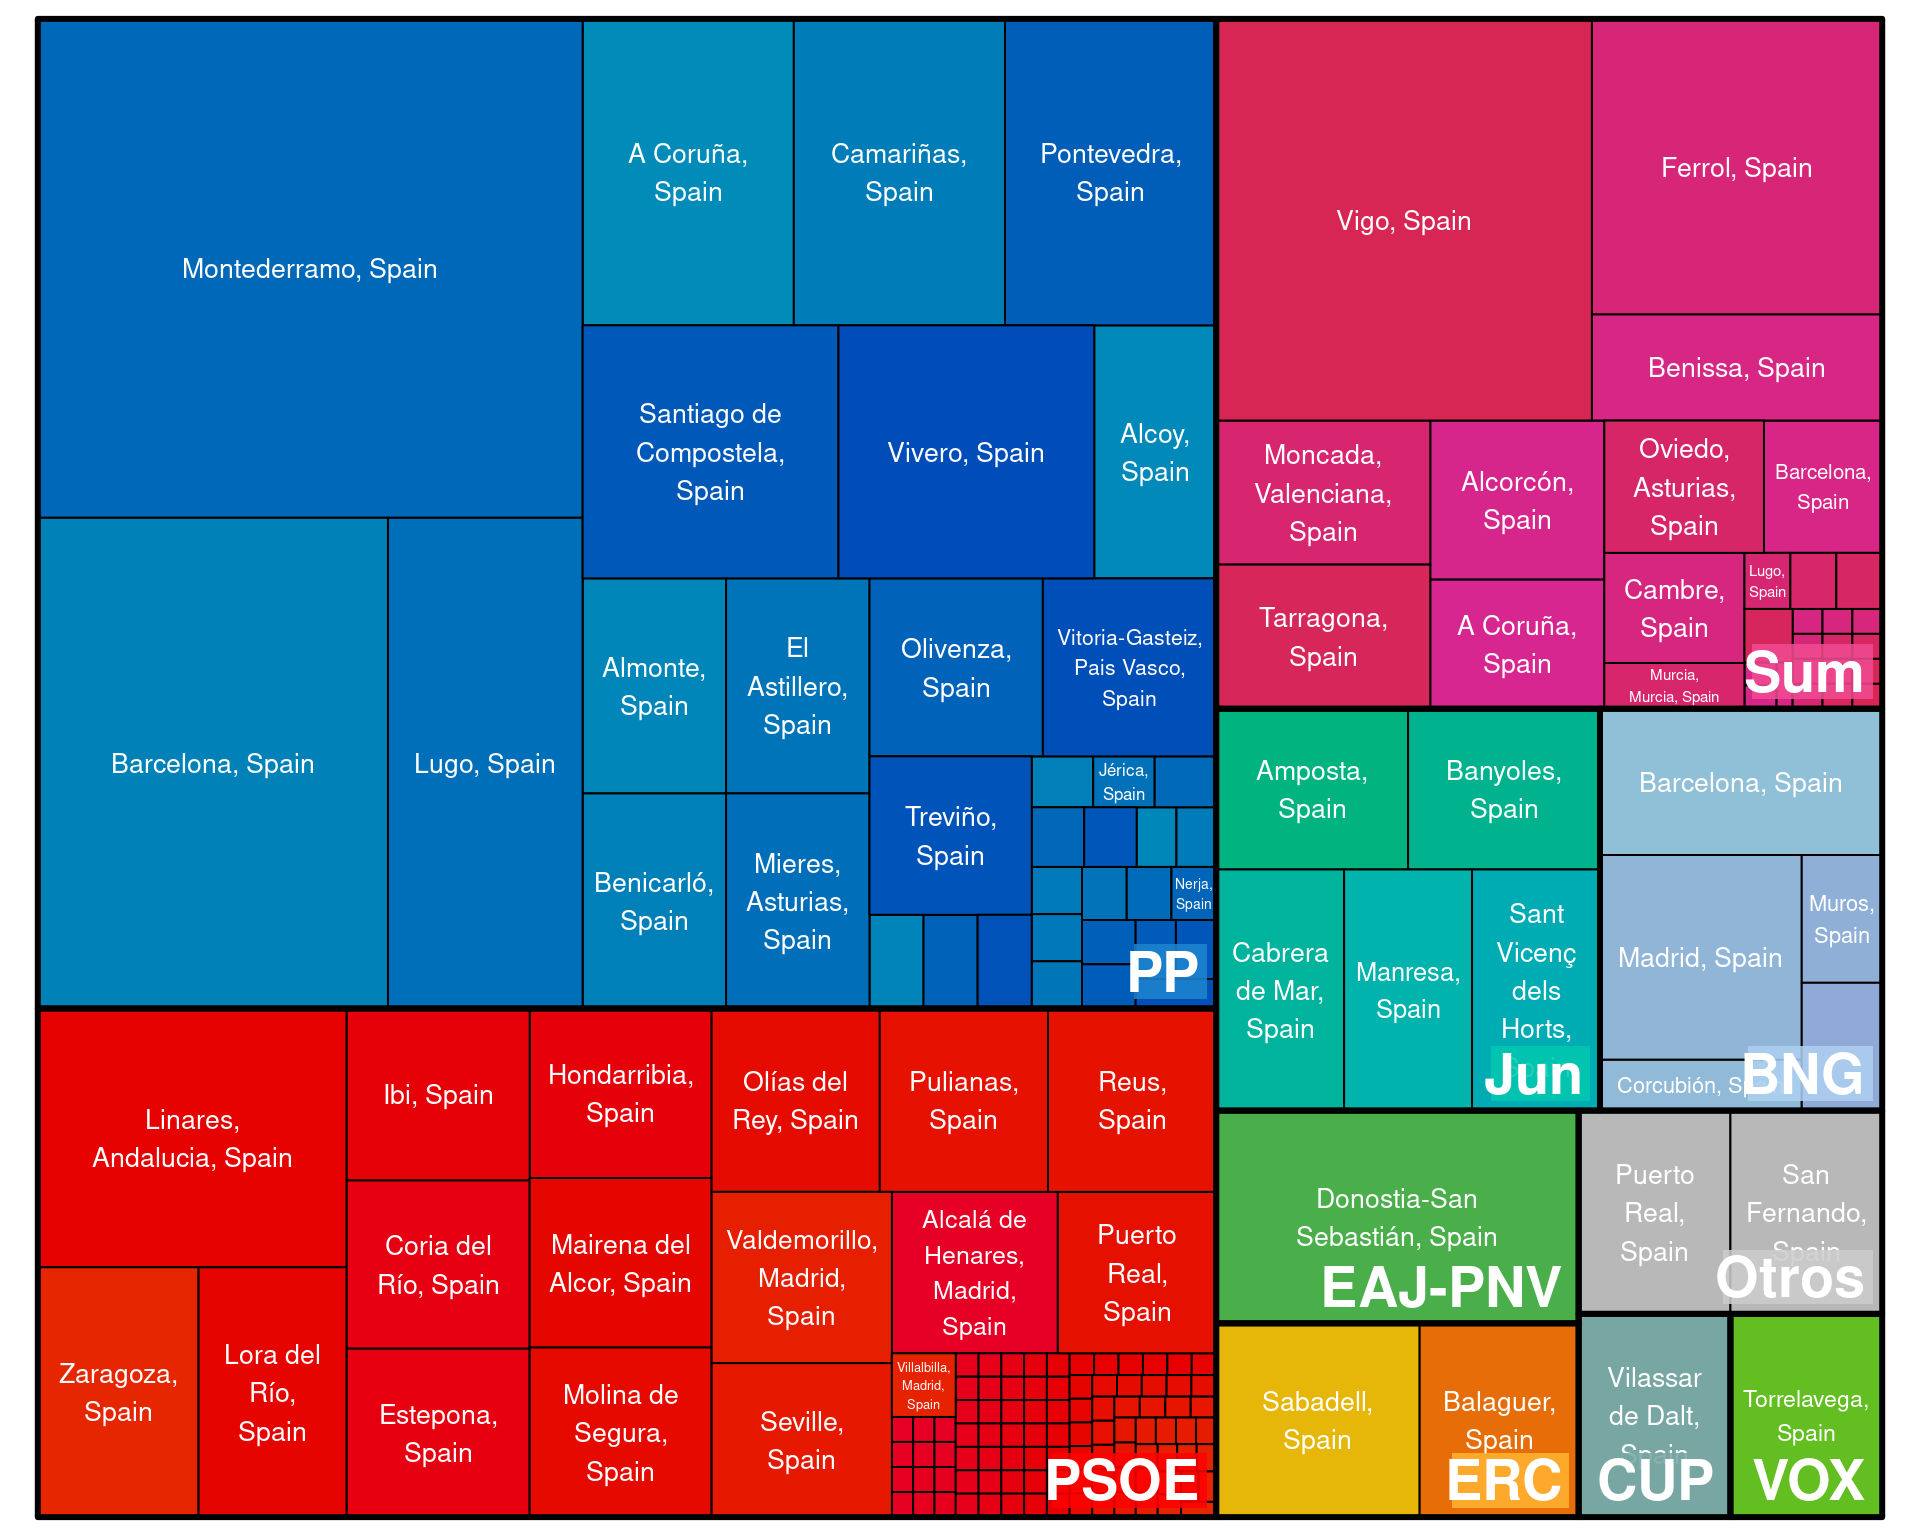 Montederramo, Spain
A Coruña,
Spain
Camariñas,
Spain
Pontevedra,
Spain
Santiago de
Compostela,
Spain
Vivero, Spain
Alcoy,
Spain
Barcelona, Spain
Lugo, Spain
Almonte,
Spain
El
Astillero,
Spain
Olivenza,
Spain
Vitoria-Gasteiz,
Pais Vasco,
Spain
Benicarló,
Spain
Mieres,
Asturias,
Spain
Treviño,
Spain
Jérica,
Spain
Nerja,
Spain
PP
Vigo, Spain
Ferrol, Spain
Benissa, Spain
Moncada,
Valenciana,
Spain
Alcorcón,
Spain
Oviedo,
Asturias,
Spain
Barcelona,
Spain
Tarragona,
Spain
A Coruña,
Spain
Cambre,
Spain
Lugo,
Spain
Murcia,
Murcia, Spain
Sum
Amposta,
Spain
Banyoles,
Spain
Cabrera
de Mar,
Spain
Manresa,
Spain
Sant
Vicenç
dels
Horts,
Jun
Barcelona, Spain
Madrid, Spain
Muros,
Spain
Corcubión, Spain
BNG
Linares,
Andalucia, Spain
Ibi, Spain
Hondarribia,
Spain
Olías del
Rey, Spain
Pulianas,
Spain
Reus,
Spain
Coria del
Río, Spain
Mairena del
Alcor, Spain
Valdemorillo,
Madrid,
Spain
Alcalá de
Henares,
Madrid,
Spain
Puerto
Real,
Spain
Zaragoza,
Spain
Lora del
Río,
Spain
Estepona,
Spain
Molina de
Segura,
Spain
Seville,
Spain
Villalbilla,
Madrid,
Spain
PSOE
Donostia-San
Sebastián, Spain
EAJ-PNV
Puerto
Real,
Spain
San
Fernando,
Spain
Otros
Sabadell,
Spain
Balaguer,
Spain
ERC
Vilassar
de Dalt,
Spain
CUP
Torrelavega,
Spain
VOX